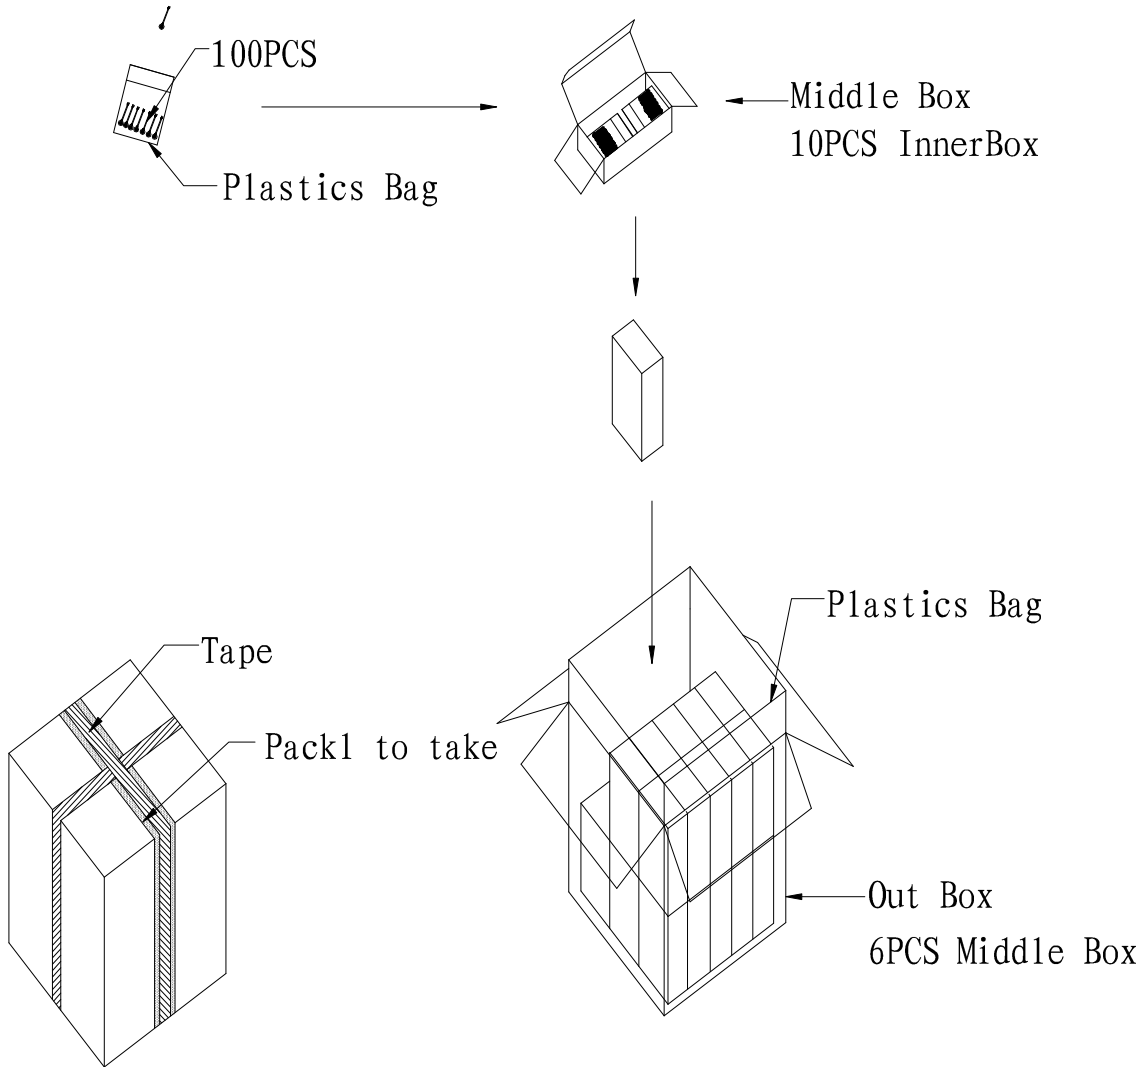 100PCS
Plastics Bag
Middle Box
10PCS InnerBox
Plastics Bag
Tape
Pack1 to take
Out Box
6PCS Middle Box